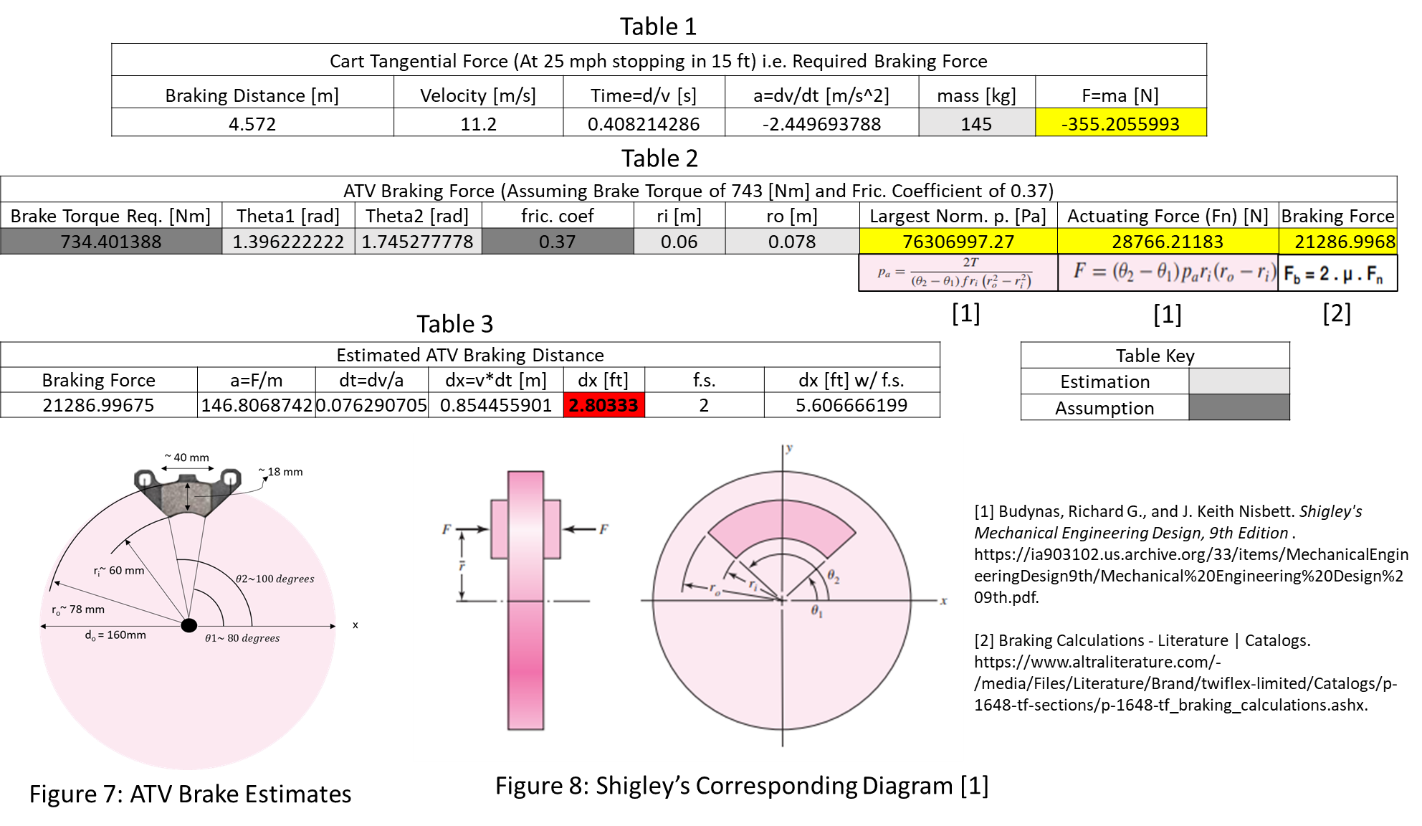 Table 1
Cart Tangential Force (At 25 mph stopping in 15 ft) i.e. Required Braking Force
Braking Distance [m] Velocity [m/s] Time=d/v [s] a=dv/dt [m/s^2] mass [kg] F=ma [N]
4.572 11.2 0.408214286 -2.449693788 145 -355.2055993
Table 2
ATV Braking Force (Assuming Brake Torque of 743 [Nm] and Fric. Coefficient of 0.37)
Brake Torque Req. [Nm] Theta1 [rad] Theta2 [rad] fric. coef ri [m] ro [m] Largest Norm. p. [Pa] Actuating Force (Fn) [N] Braking Force
734.401388 1.396222222 1.745277778 0.37 0.06 0.078 76306997.27 28766.21183 21286.9968
pₐ = 2T / (θ₂ − θ₁) f rᵢ (rₒ² − rᵢ²) F = (θ₂ − θ₁)pₐrᵢ(rₒ − rᵢ) F_b = 2 . μ . F_n
[1] [1] [2]
Table 3
Estimated ATV Braking Distance
Braking Force a=F/m dt=dv/a dx=v*dt [m] dx [ft] f.s. dx [ft] w/ f.s.
21286.99675 146.8068742 0.076290705 0.854455901 2.80333 2 5.606666199
Table Key
Estimation
Assumption
~ 40 mm
~ 18 mm
rᵢ~ 60 mm
θ2~100 degrees
rₒ~ 78 mm
dₒ = 160mm
θ1~ 80 degrees
x
Figure 7: ATV Brake Estimates
F F
r̄
y
θ₂
rₒ rᵢ
θ₁
x
Figure 8: Shigley's Corresponding Diagram [1]
[1] Budynas, Richard G., and J. Keith Nisbett. Shigley's
Mechanical Engineering Design, 9th Edition .
https://ia903102.us.archive.org/33/items/MechanicalEngin
eeringDesign9th/Mechanical%20Engineering%20Design%2
09th.pdf.
[2] Braking Calculations - Literature | Catalogs.
https://www.altraliterature.com/-
/media/Files/Literature/Brand/twiflex-limited/Catalogs/p-
1648-tf-sections/p-1648-tf_braking_calculations.ashx.